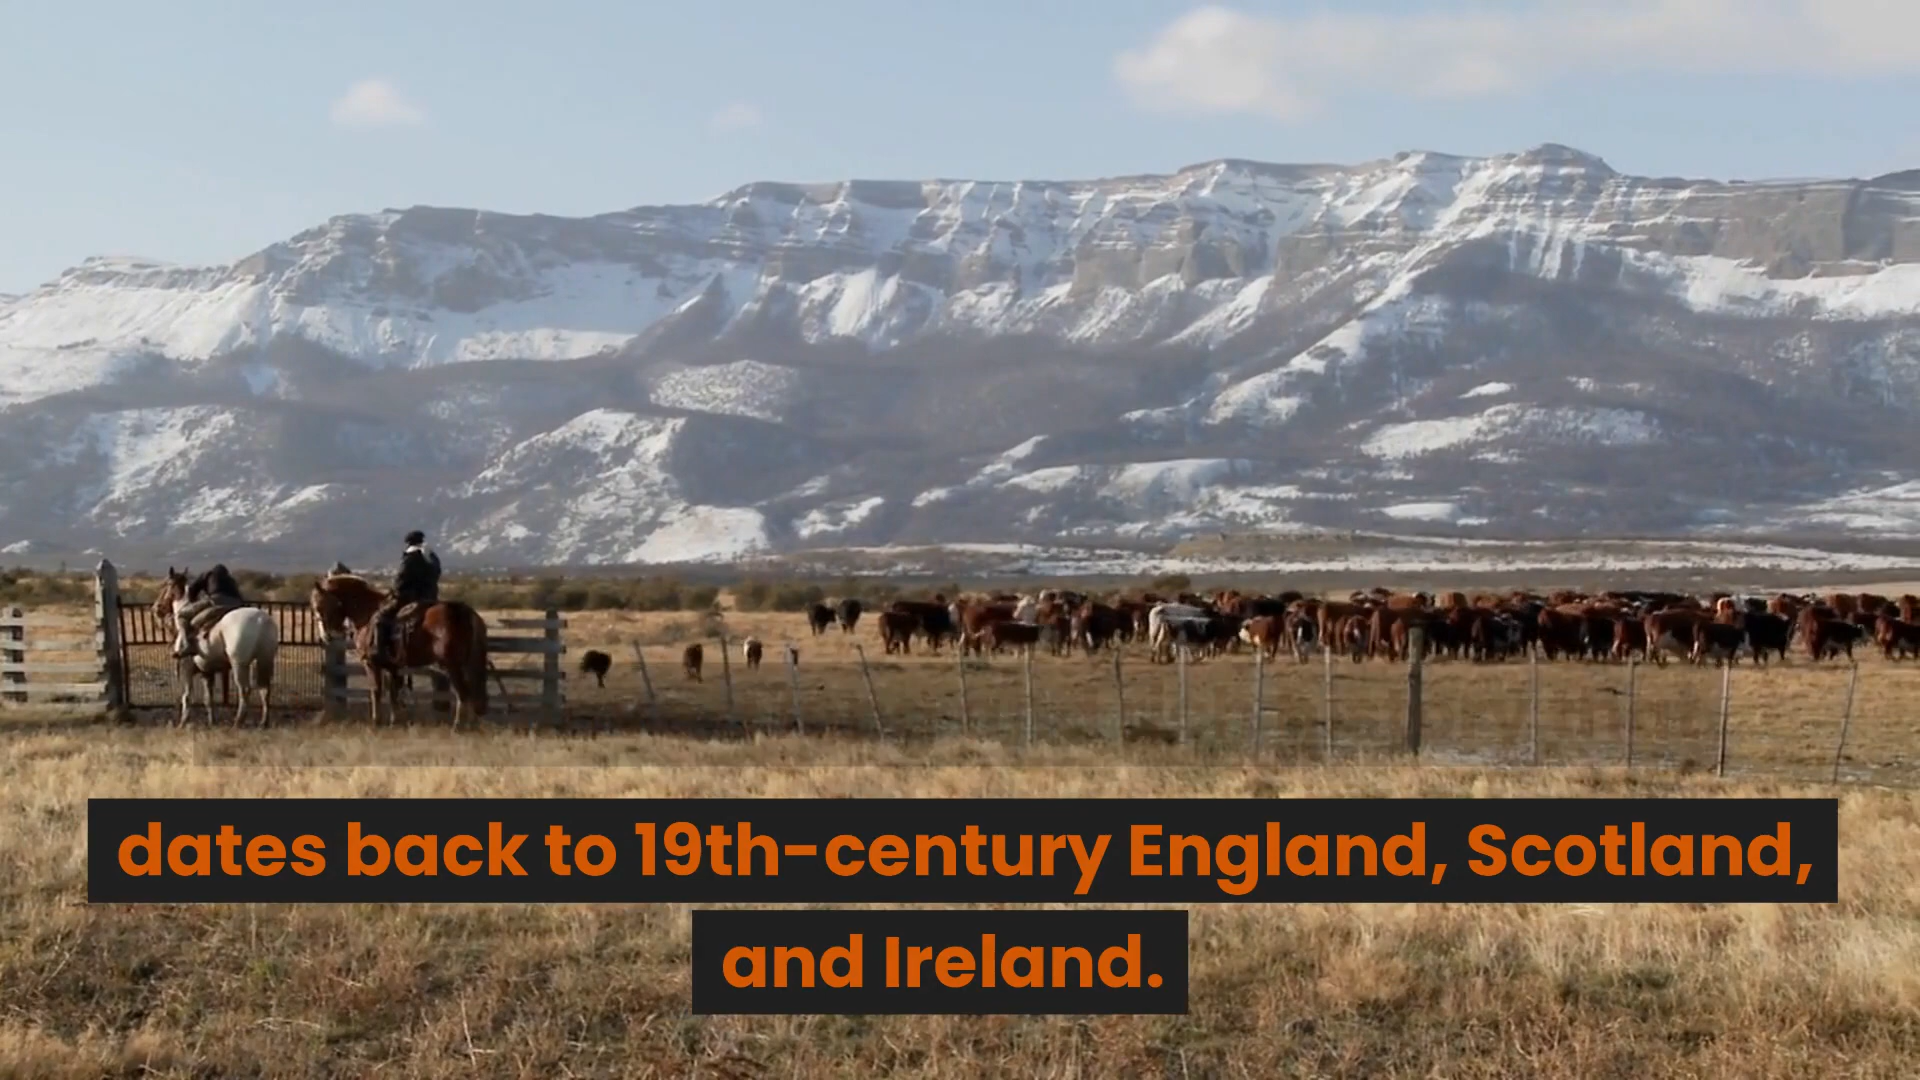 dates back to 19th-century England, Scotland,
and Ireland.